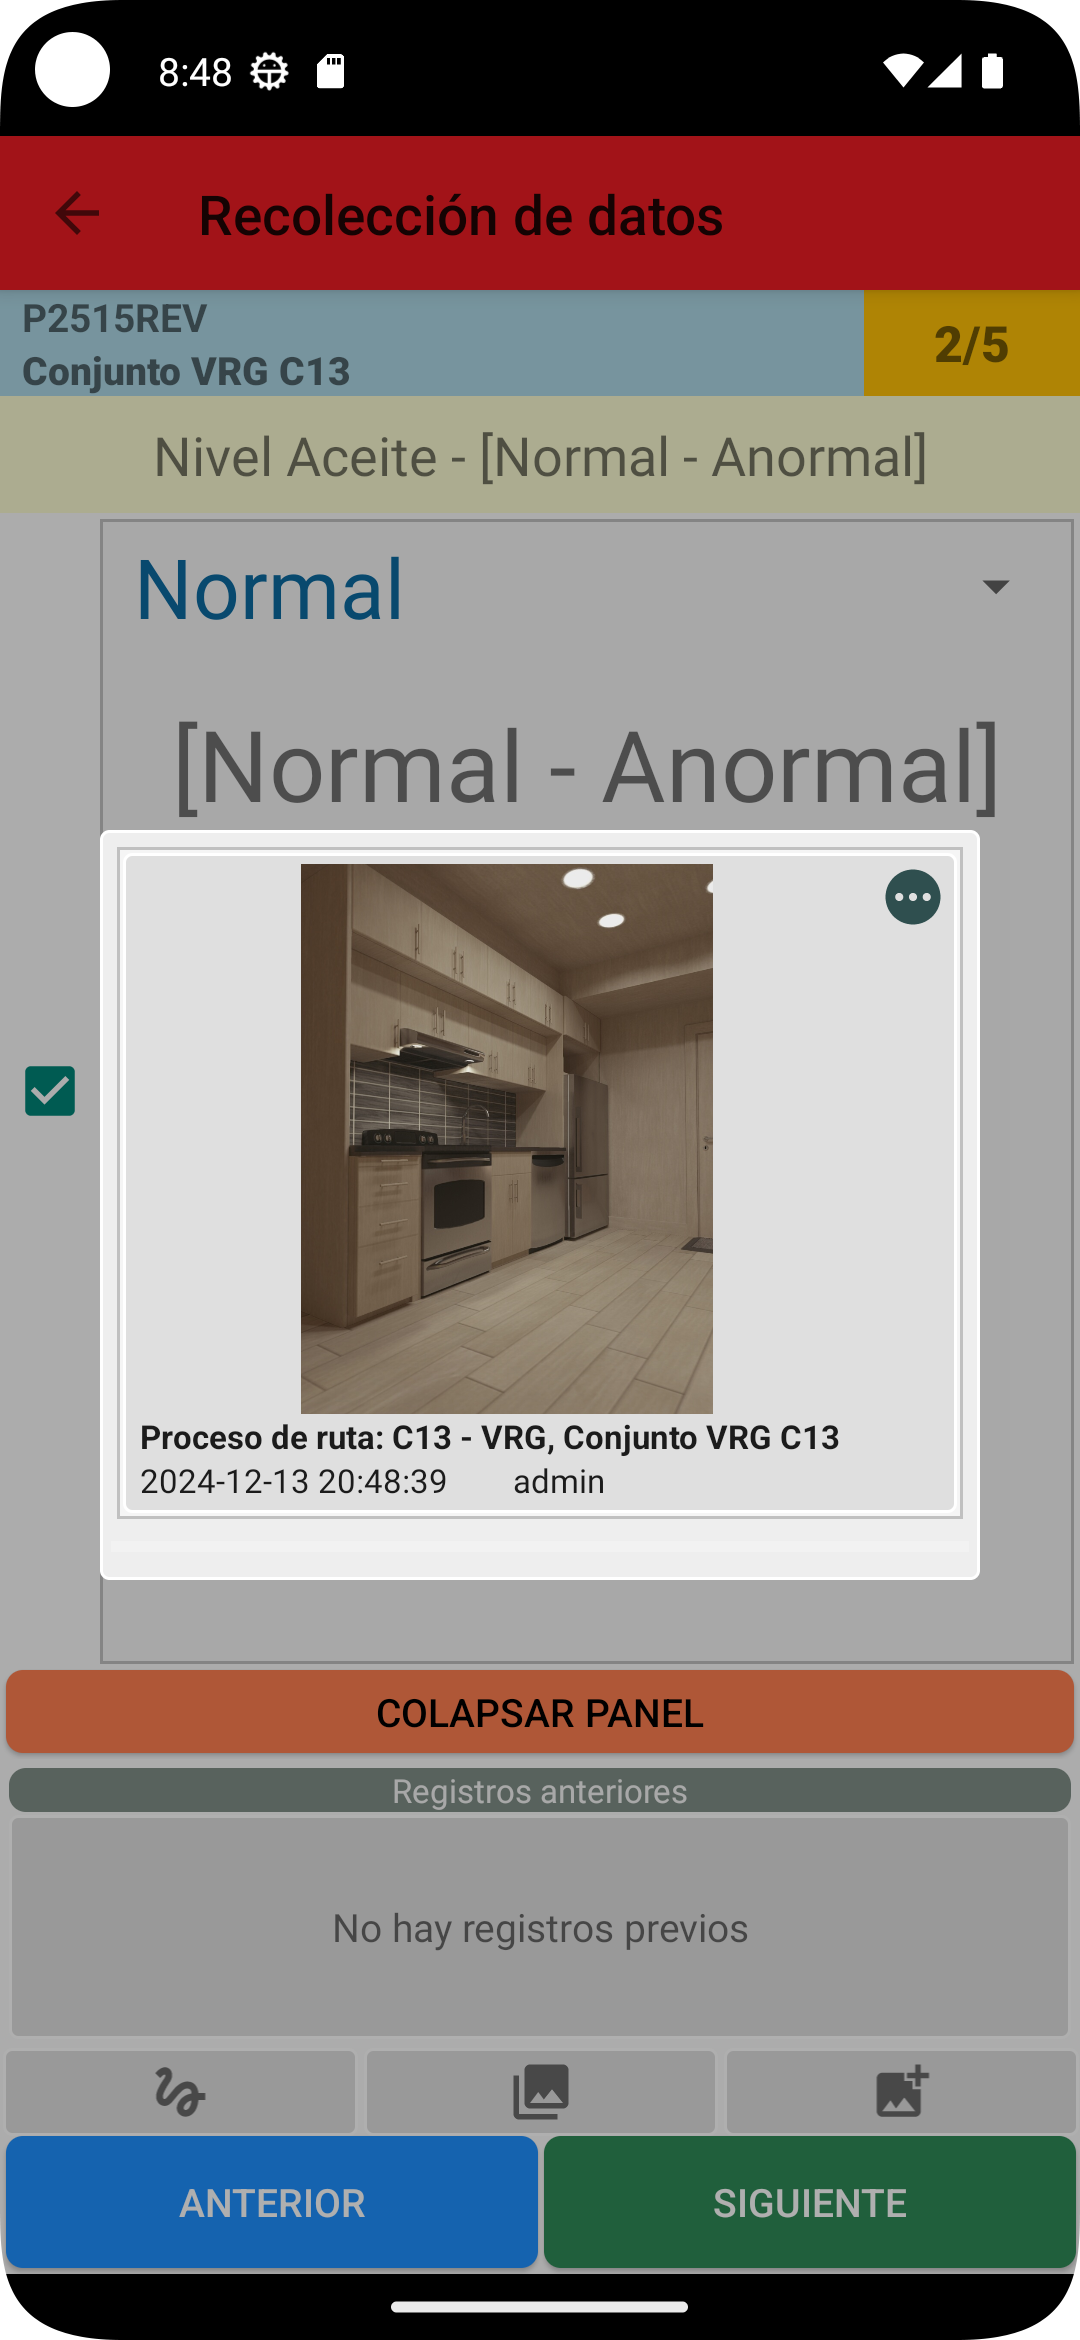 8:48
Recolección de datos
P2515REV
Conjunto VRG C13
2/5
Nivel Aceite - [Normal - Anormal]
Normal
[Normal - Anormal]
Proceso de ruta: C13 - VRG, Conjunto VRG C13
2024-12-13 20:48:39 admin
COLAPSAR PANEL
Registros anteriores
No hay registros previos
ANTERIOR SIGUIENTE